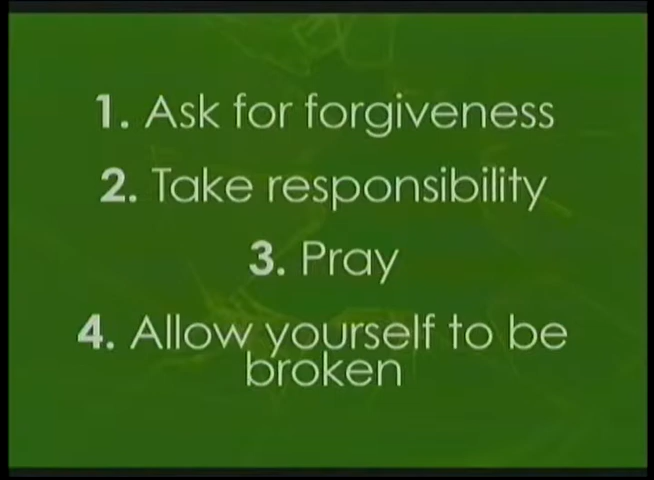 1. Ask for forgiveness
2. Take responsibility
3. Pray
4. Allow yourself to be
broken